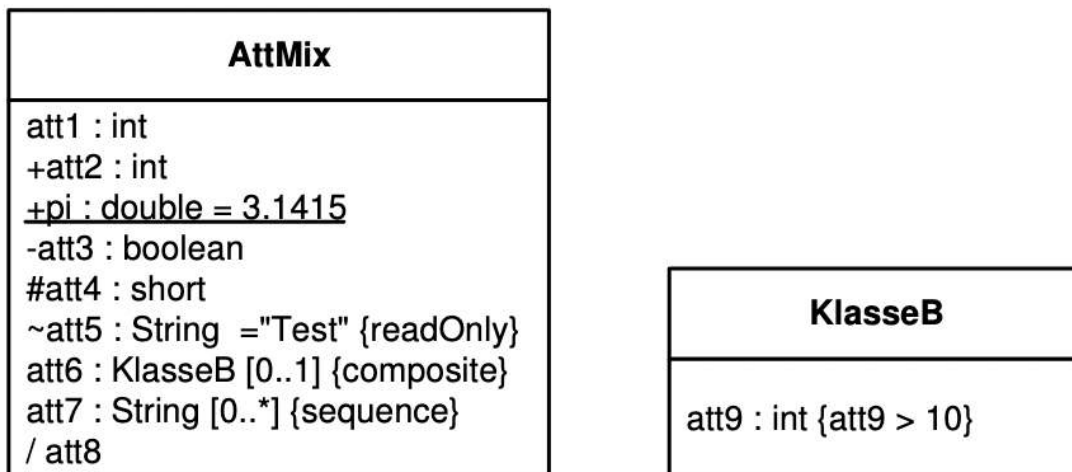 AttMix
att1 : int
+att2 : int
+pi : double = 3.1415
-att3 : boolean
#att4 : short
~att5 : String ="Test" {readOnly}
att6 : KlasseB [0..1] {composite}
att7 : String [0..*] {sequence}
/ att8
KlasseB
att9 : int {att9 > 10}